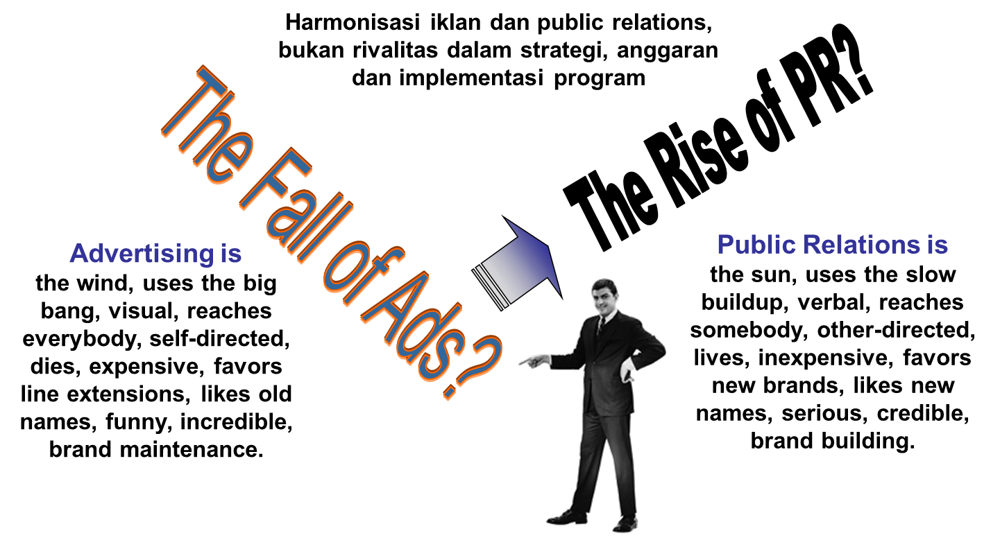 Harmonisasi iklan dan public relations,
bukan rivalitas dalam strategi, anggaran
dan implementasi program
The Fall of Ads?
The Rise of PR?
Advertising is
the wind, uses the big
bang, visual, reaches
everybody, self-directed,
dies, expensive, favors
line extensions, likes old
names, funny, incredible,
brand maintenance.
Public Relations is
the sun, uses the slow
buildup, verbal, reaches
somebody, other-directed,
lives, inexpensive, favors
new brands, likes new
names, serious, credible,
brand building.